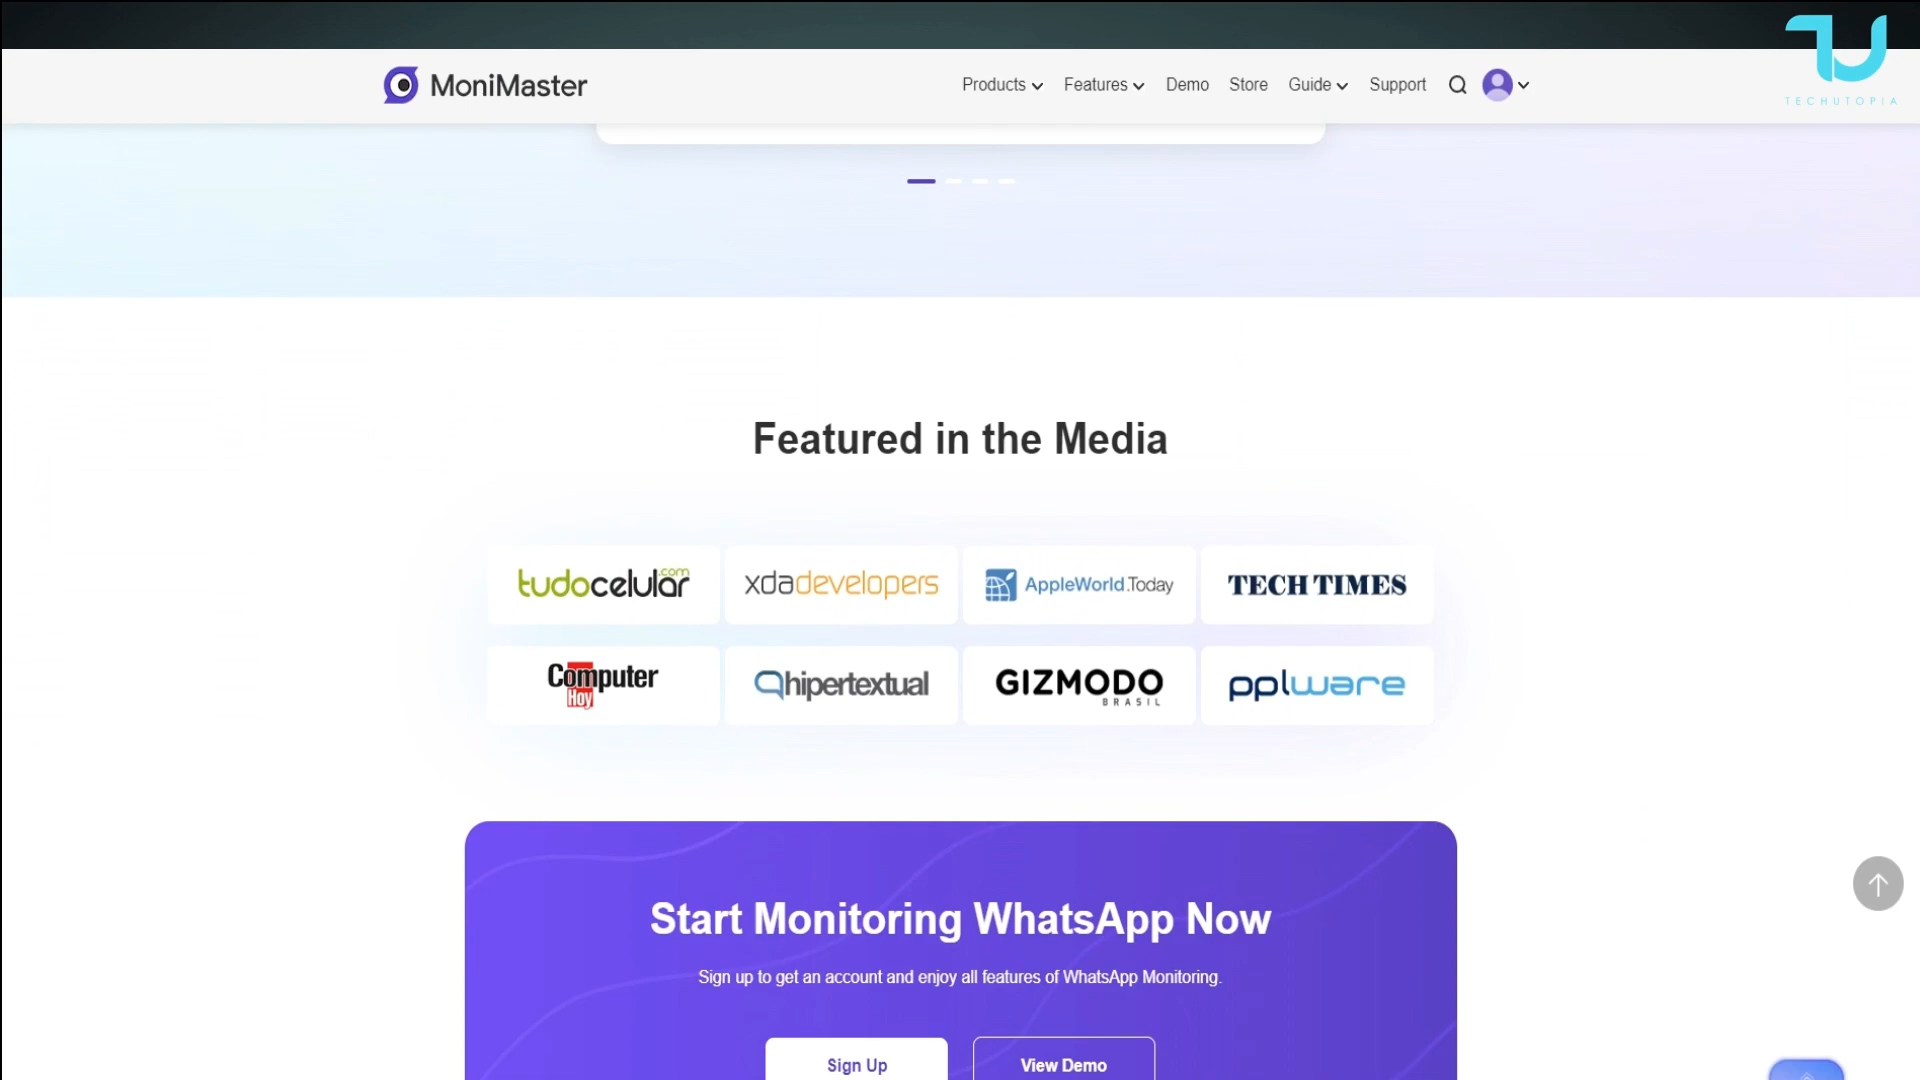 MoniMaster
Products
Features
Demo
Store
Guide
Support
TECHUTOPIA
Featured in the Media
tudocelular.com
xdadevelopers
AppleWorld.Today
TECH TIMES
Computer
Hoy
hipertextual
GIZMODO
BRASIL
pplware
Start Monitoring WhatsApp Now
Sign up to get an account and enjoy all features of WhatsApp Monitoring.
Sign Up
View Demo